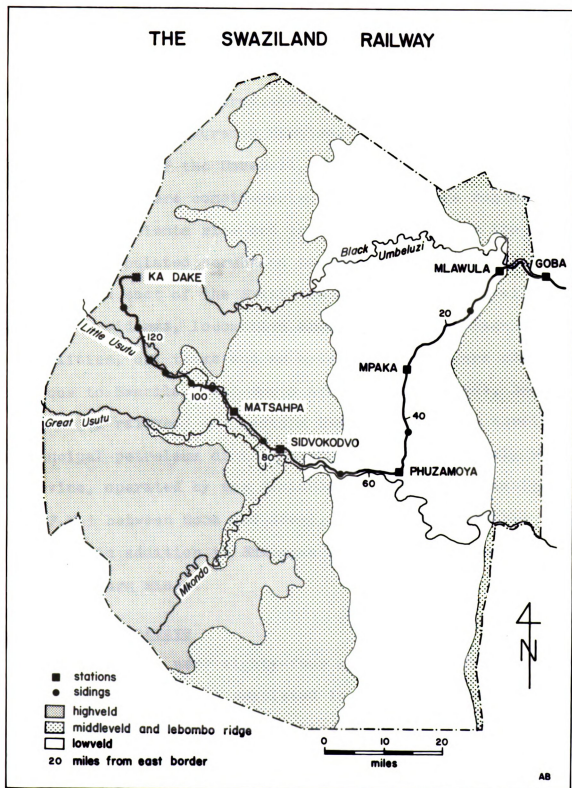 THE SWAZILAND RAILWAY
Black Umbeluzi
MLAWULA
GOBA
KA DAKE
20
Little Usutu
120
MPAKA
100
MATSAHPA
Great Usutu
40
SIDVOKODVO
80
60
PHUZAMOYA
Mkondo
N
stations
sidings
highveld
middleveld and lebombo ridge
lowveld
20 miles from east border
0 10 20
miles
AB